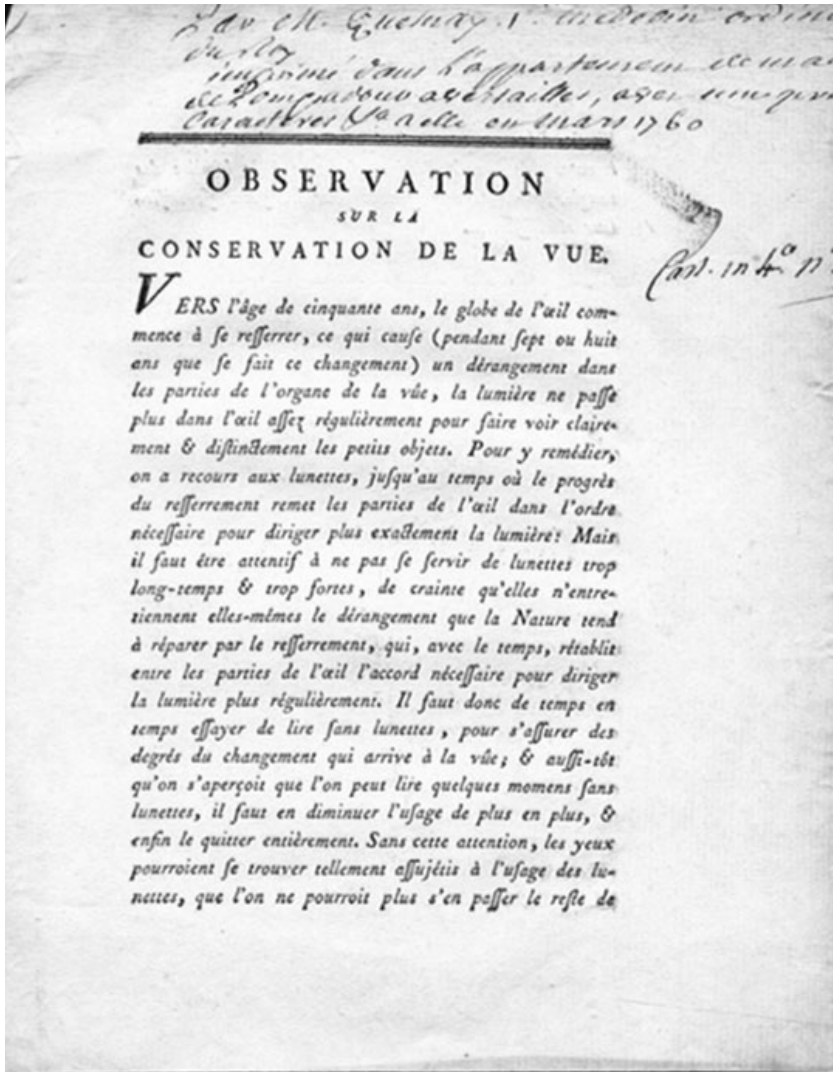 Par M. Quesnay 1er medecin ordin
du Roy
imprimé dans l'appartement de
de Pompadour a versailles, avec une
caracteres &a a elle en mars 1760
OBSERVATION
SUR LA
CONSERVATION DE LA VUE.
Cart. in 4o n
VERS l'âge de cinquante ans, le globe de l'œil com-
mence à ſe reſſerrer, ce qui cauſe (pendant ſept ou huit
ans que ſe fait ce changement) un dérangement dans
les parties de l'organe de la vûe, la lumière ne paſſe
plus dans l'œil aſſez régulièrement pour faire voir claire-
ment & diſtinctement les petits objets. Pour y remédier,
on a recours aux lunettes, juſqu'au temps où le progrès
du reſſerrement remet les parties de l'œil dans l'ordre
néceſſaire pour diriger plus exactement la lumière: Mais
il faut être attentif à ne pas ſe ſervir de lunettes trop
long-temps & trop fortes, de crainte qu'elles n'entre-
tiennent elles-mêmes le dérangement que la Nature tend
à réparer par le reſſerrement, qui, avec le temps, rétablit
entre les parties de l'œil l'accord néceſſaire pour diriger
la lumière plus régulièrement. Il faut donc de temps en
temps eſſayer de lire ſans lunettes, pour s'aſſurer des
degrés du changement qui arrive à la vûe; & auſſi-tôt
qu'on s'aperçoit que l'on peut lire quelques momens ſans
lunettes, il faut en diminuer l'uſage de plus en plus, &
enfin le quitter entièrement. Sans cette attention, les yeux
pourroient ſe trouver tellement aſſujétis à l'uſage des lu-
nettes, que l'on ne pourroit plus s'en paſſer le reſte de